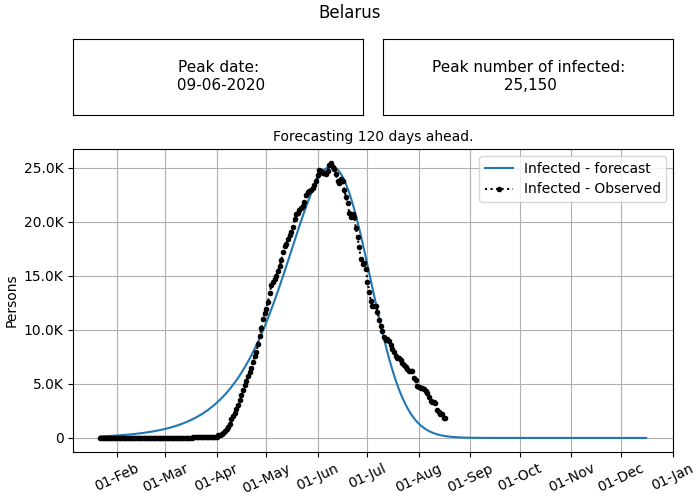 Belarus
Peak date:
09-06-2020
Peak number of infected:
25,150
Forecasting 120 days ahead.
Infected - forecast
Infected - Observed
Persons
25.0K
20.0K
15.0K
10.0K
5.0K
0
01-Feb
01-Mar
01-Apr
01-May
01-Jun
01-Jul
01-Aug
01-Sep
01-Oct
01-Nov
01-Dec
01-Jan